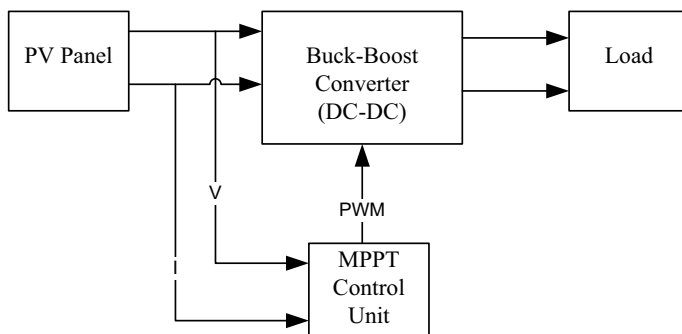 PV Panel
Buck-Boost
Converter
(DC-DC)
Load
V
I
PWM
MPPT
Control
Unit